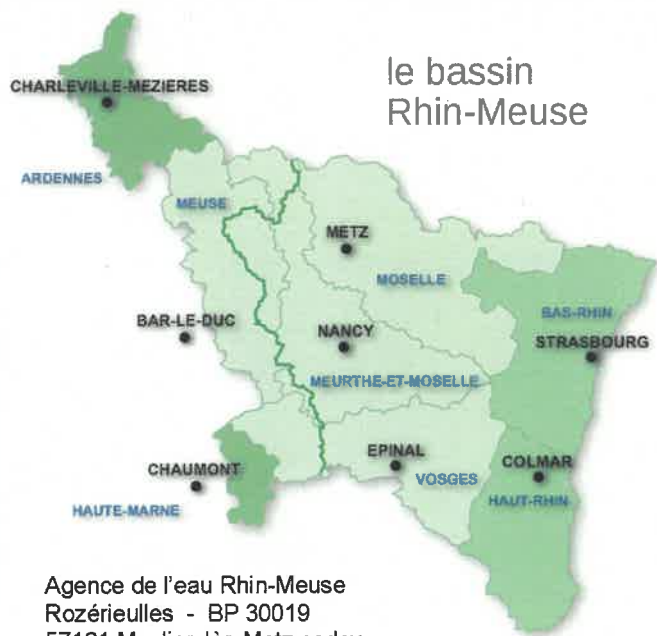 le bassin
Rhin-Meuse
CHARLEVILLE-MEZIERES
ARDENNES
MEUSE
METZ
MOSELLE
BAS-RHIN
BAR-LE-DUC
NANCY
STRASBOURG
MEURTHE-ET-MOSELLE
EPINAL
CHAUMONT
VOSGES
COLMAR
HAUTE-MARNE
HAUT-RHIN
Agence de l'eau Rhin-Meuse
Rozérieulles - BP 30019